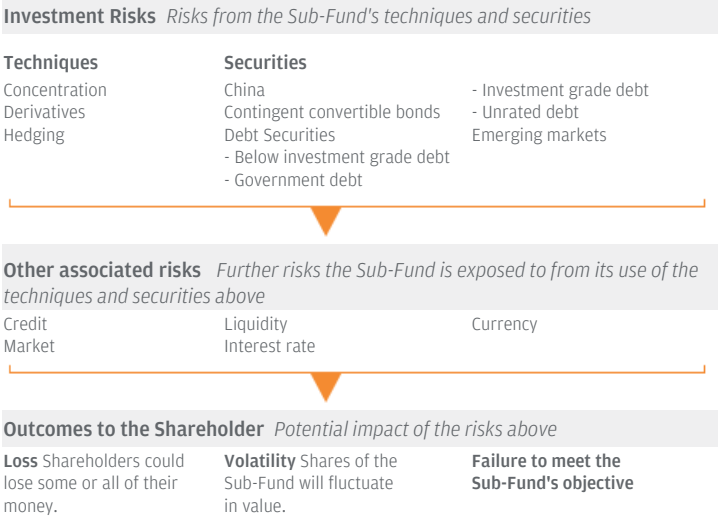 Investment Risks Risks from the Sub-Fund's techniques and securities
Techniques
Concentration
Derivatives
Hedging
Securities
China
Contingent convertible bonds
Debt Securities
- Below investment grade debt
- Government debt
- Investment grade debt
- Unrated debt
Emerging markets
Other associated risks Further risks the Sub-Fund is exposed to from its use of the
techniques and securities above
Credit
Market
Liquidity
Interest rate
Currency
Outcomes to the Shareholder Potential impact of the risks above
Loss Shareholders could
lose some or all of their
money.
Volatility Shares of the
Sub-Fund will fluctuate
in value.
Failure to meet the
Sub-Fund's objective